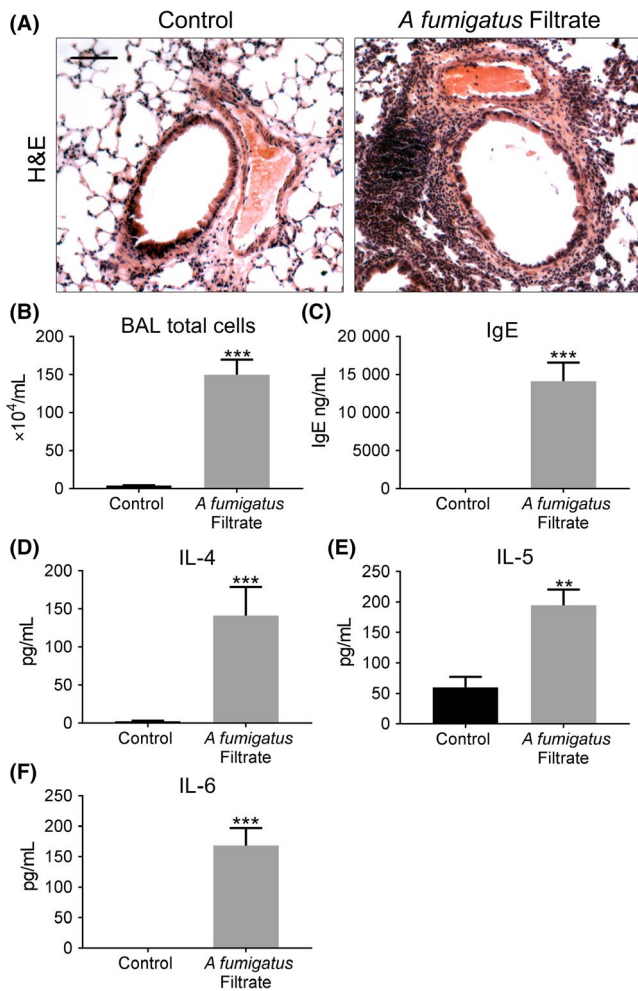 (A)
Control
A fumigatus Filtrate
H&E
(B)
BAL total cells
×10⁴/mL
200
150
100
50
0
***
Control
A fumigatus
Filtrate
(C)
IgE
IgE ng/mL
20 000
15 000
10 000
5000
0
***
Control
A fumigatus
Filtrate
(D)
IL-4
pg/mL
200
150
100
50
0
***
Control
A fumigatus
Filtrate
(E)
IL-5
pg/mL
250
200
150
100
50
0
**
Control
A fumigatus
Filtrate
(F)
IL-6
pg/mL
250
200
150
100
50
0
***
Control
A fumigatus
Filtrate